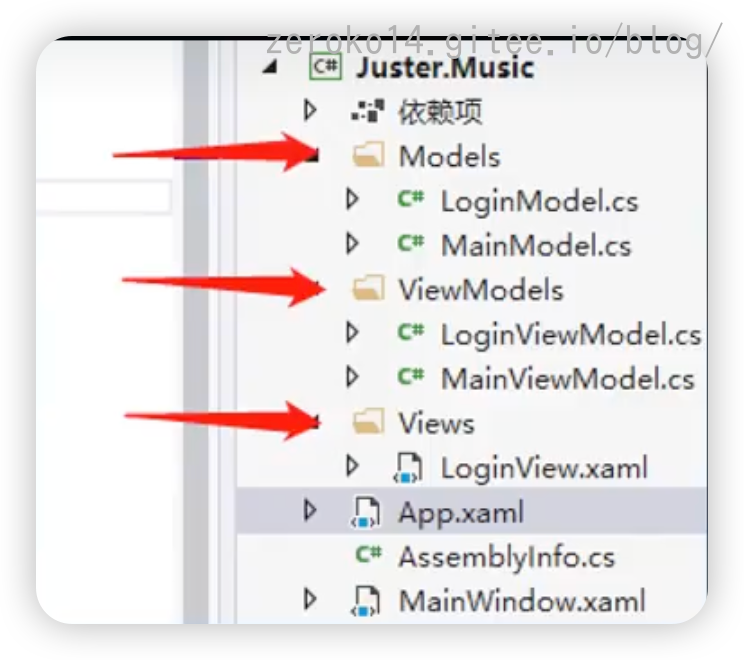 zeroko14.gitee.io/blog/
C# Juster.Music
依赖项
Models
C# LoginModel.cs
C# MainModel.cs
ViewModels
C# LoginViewModel.cs
C# MainViewModel.cs
Views
LoginView.xaml
App.xaml
C# AssemblyInfo.cs
MainWindow.xaml